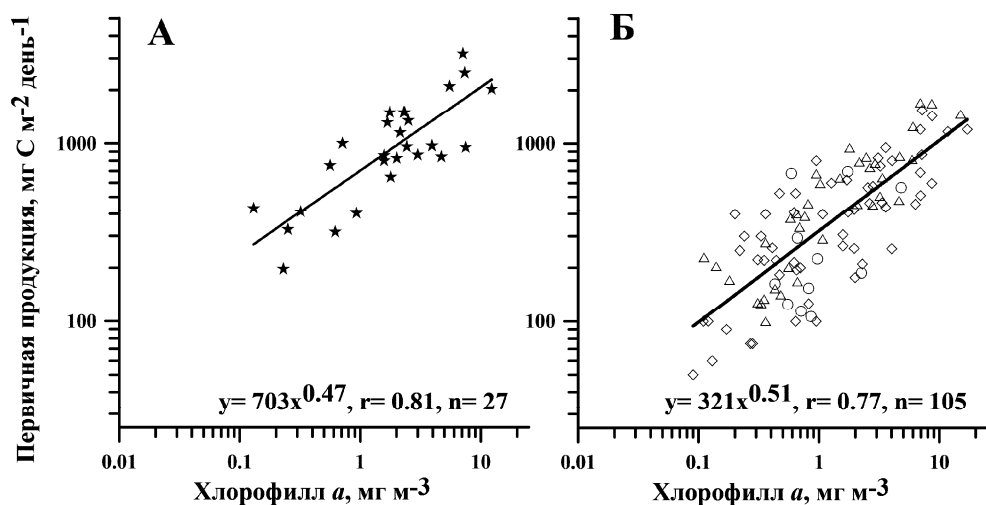 Первичная продукция, мг С м-2 день-1
А
1000
100
y= 703x0.47, r= 0.81, n= 27
0.01 0.1 1 10
Хлорофилл a, мг м-3
Б
1000
100
y= 321x0.51, r= 0.77, n= 105
0.01 0.1 1 10
Хлорофилл a, мг м-3